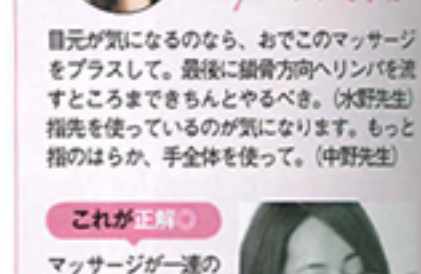 目元が気になるのなら、おでこのマッサージ
をプラスして。最後に鎖骨方向へリンパを流
すところまできちんとやるべき。(水野先生)
指先を使っているのが気になります。もっと
指のはらか、手全体を使って。(中野先生)
これが正解◎
マッサージが一連の